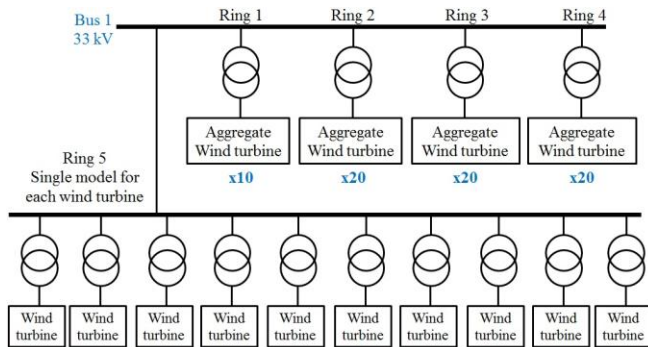 Bus 1 Ring 1 Ring 2 Ring 3 Ring 4
33 kV
Aggregate Aggregate Aggregate Aggregate
Wind turbine Wind turbine Wind turbine Wind turbine
x10 x20 x20 x20
Ring 5
Single model for
each wind turbine
Wind Wind Wind Wind Wind Wind Wind Wind Wind Wind
turbine turbine turbine turbine turbine turbine turbine turbine turbine turbine